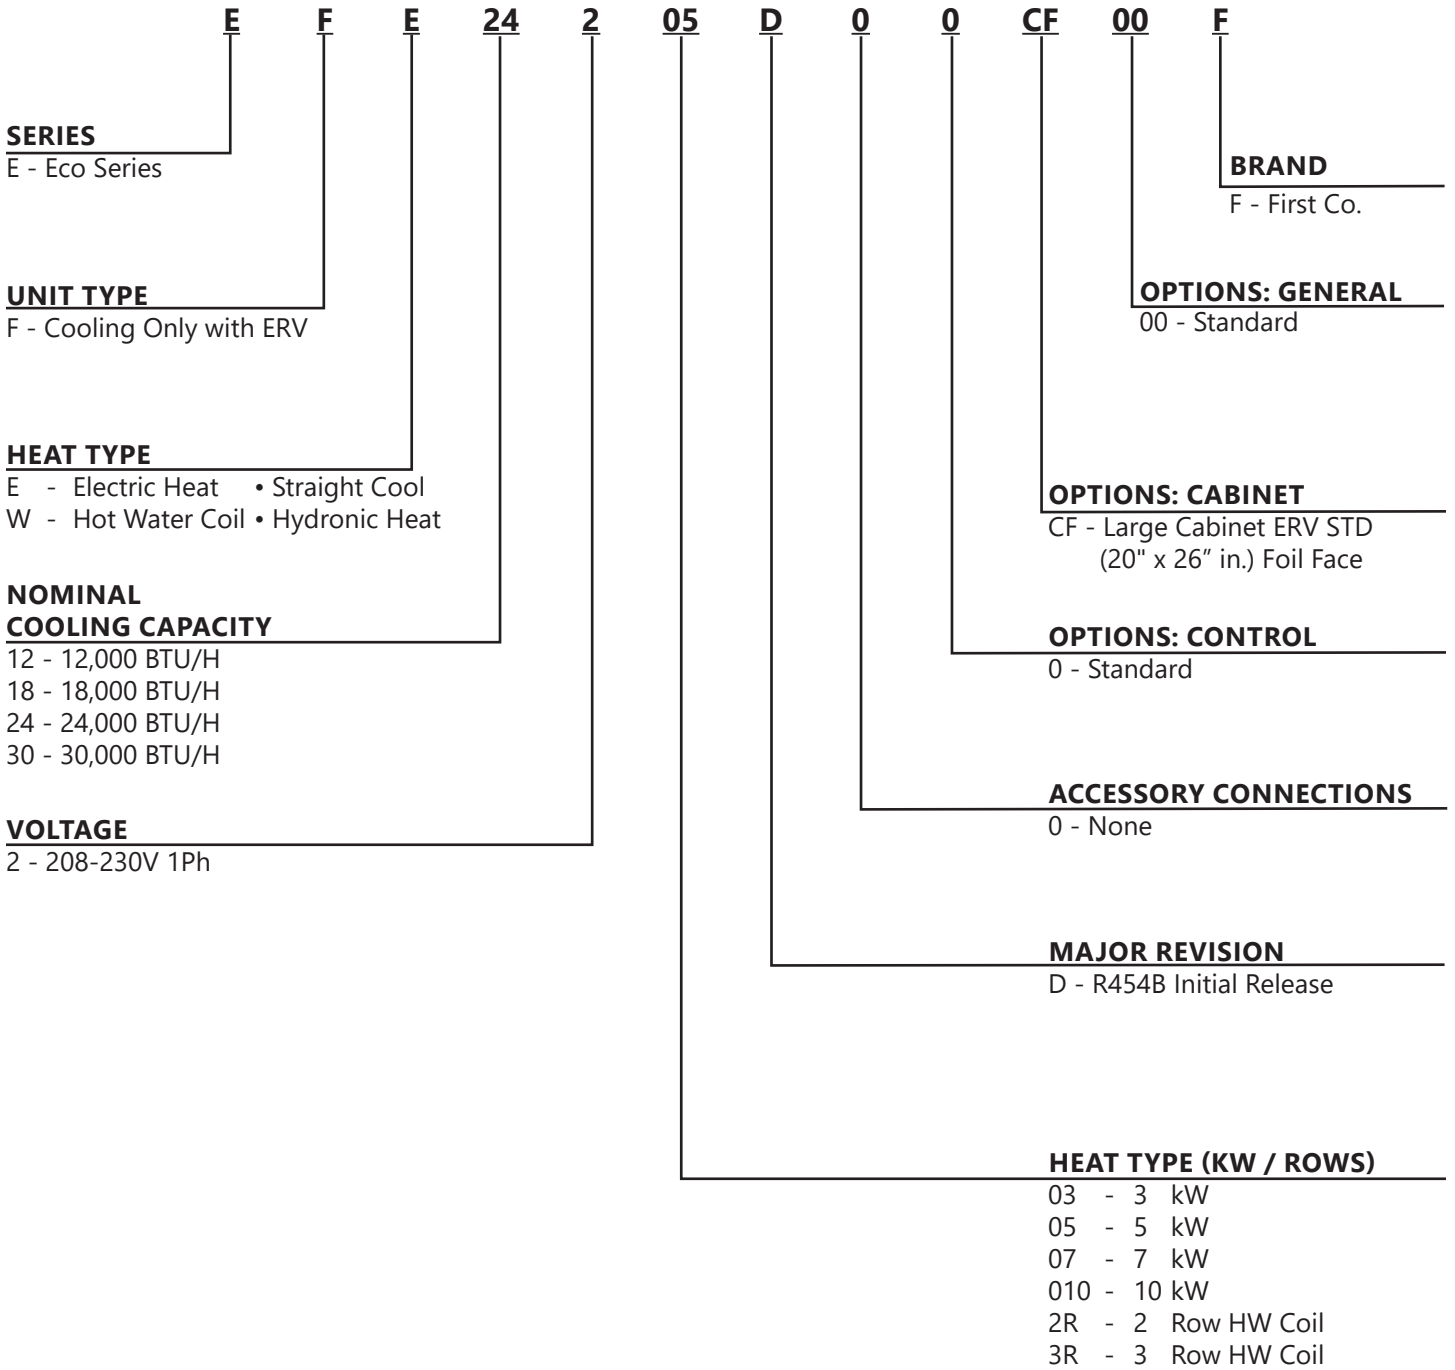 E F E 24 2 05 D 0 0 CF 00 F
SERIES
E - Eco Series
UNIT TYPE
F - Cooling Only with ERV
HEAT TYPE
E - Electric Heat • Straight Cool
W - Hot Water Coil • Hydronic Heat
NOMINAL
COOLING CAPACITY
12 - 12,000 BTU/H
18 - 18,000 BTU/H
24 - 24,000 BTU/H
30 - 30,000 BTU/H
VOLTAGE
2 - 208-230V 1Ph
BRAND
F - First Co.
OPTIONS: GENERAL
00 - Standard
OPTIONS: CABINET
CF - Large Cabinet ERV STD
(20" x 26” in.) Foil Face
OPTIONS: CONTROL
0 - Standard
ACCESSORY CONNECTIONS
0 - None
MAJOR REVISION
D - R454B Initial Release
HEAT TYPE (KW / ROWS)
03 - 3 kW
05 - 5 kW
07 - 7 kW
010 - 10 kW
2R - 2 Row HW Coil
3R - 3 Row HW Coil